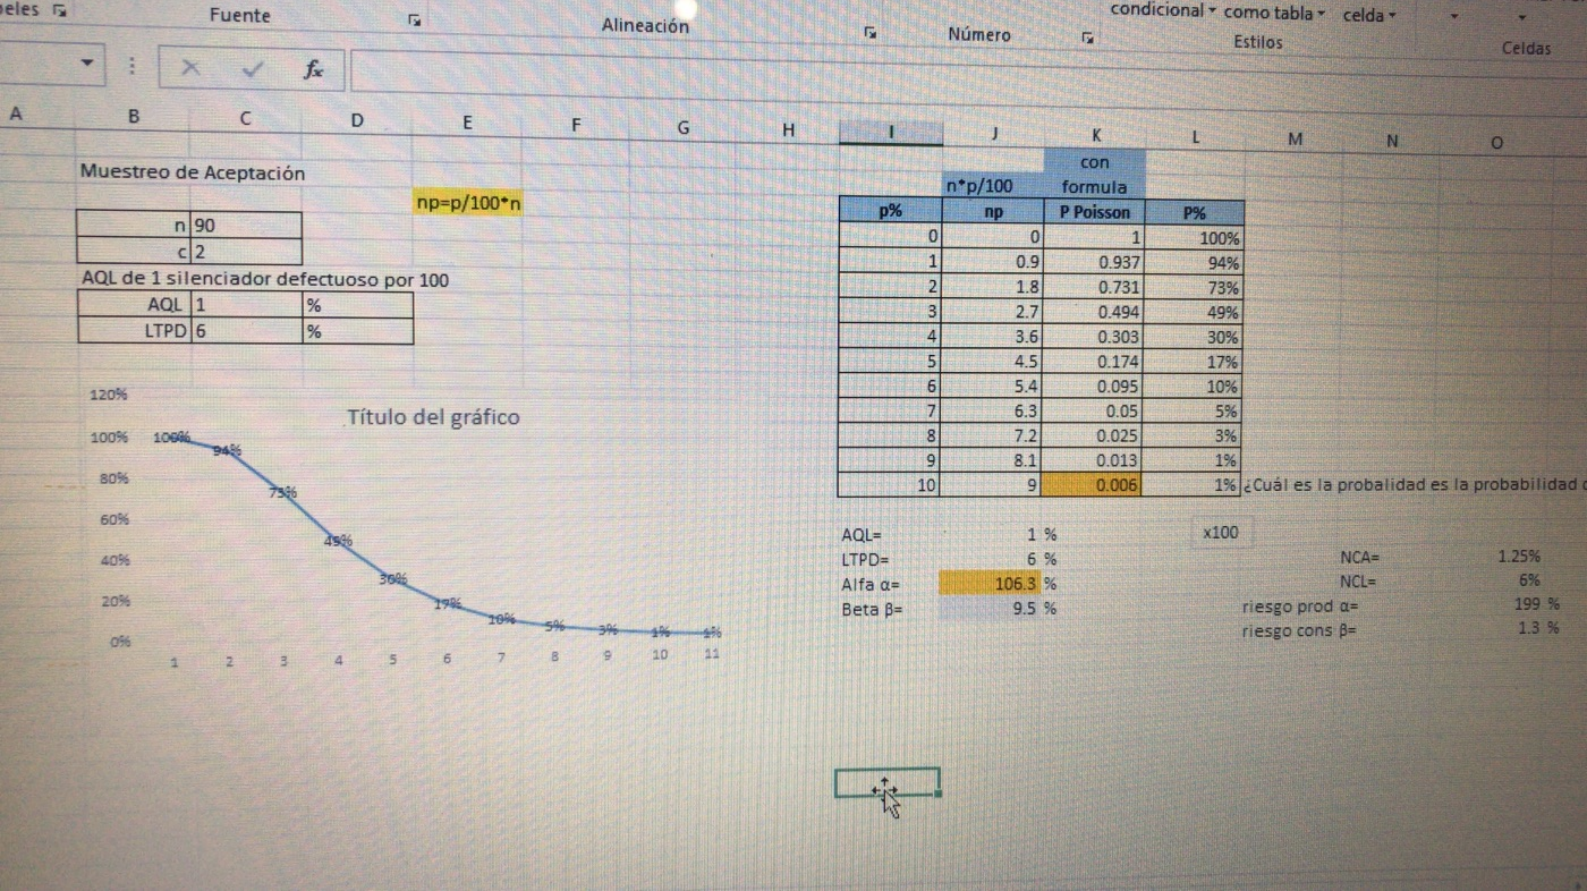 Fuente
Alineación
Número
condicional como tabla celda
Estilos
Celdas
fx
A B C D E F G H I J K L M N O
Muestreo de Aceptación
np=p/100*n
n 90
c 2
AQL de 1 silenciador defectuoso por 100
AQL 1 %
LTPD 6 %
Título del gráfico
120%
100%
80%
60%
40%
20%
0%
100% 94% 73% 49% 30% 17% 10% 5% 3% 1% 1%
1 2 3 4 5 6 7 8 9 10 11
con
n*p/100 formula
p% np P Poisson P%
0 0 1 100%
1 0.9 0.937 94%
2 1.8 0.731 73%
3 2.7 0.494 49%
4 3.6 0.303 30%
5 4.5 0.174 17%
6 5.4 0.095 10%
7 6.3 0.05 5%
8 7.2 0.025 3%
9 8.1 0.013 1%
10 9 0.006 1% ¿Cuál es la probalidad es la probabilidad
AQL= 1 % x100
LTPD= 6 %
Alfa α= 106.3 %
Beta β= 9.5 %
NCA= 1.25%
NCL= 6%
riesgo prod α= 199 %
riesgo cons β= 1.3 %